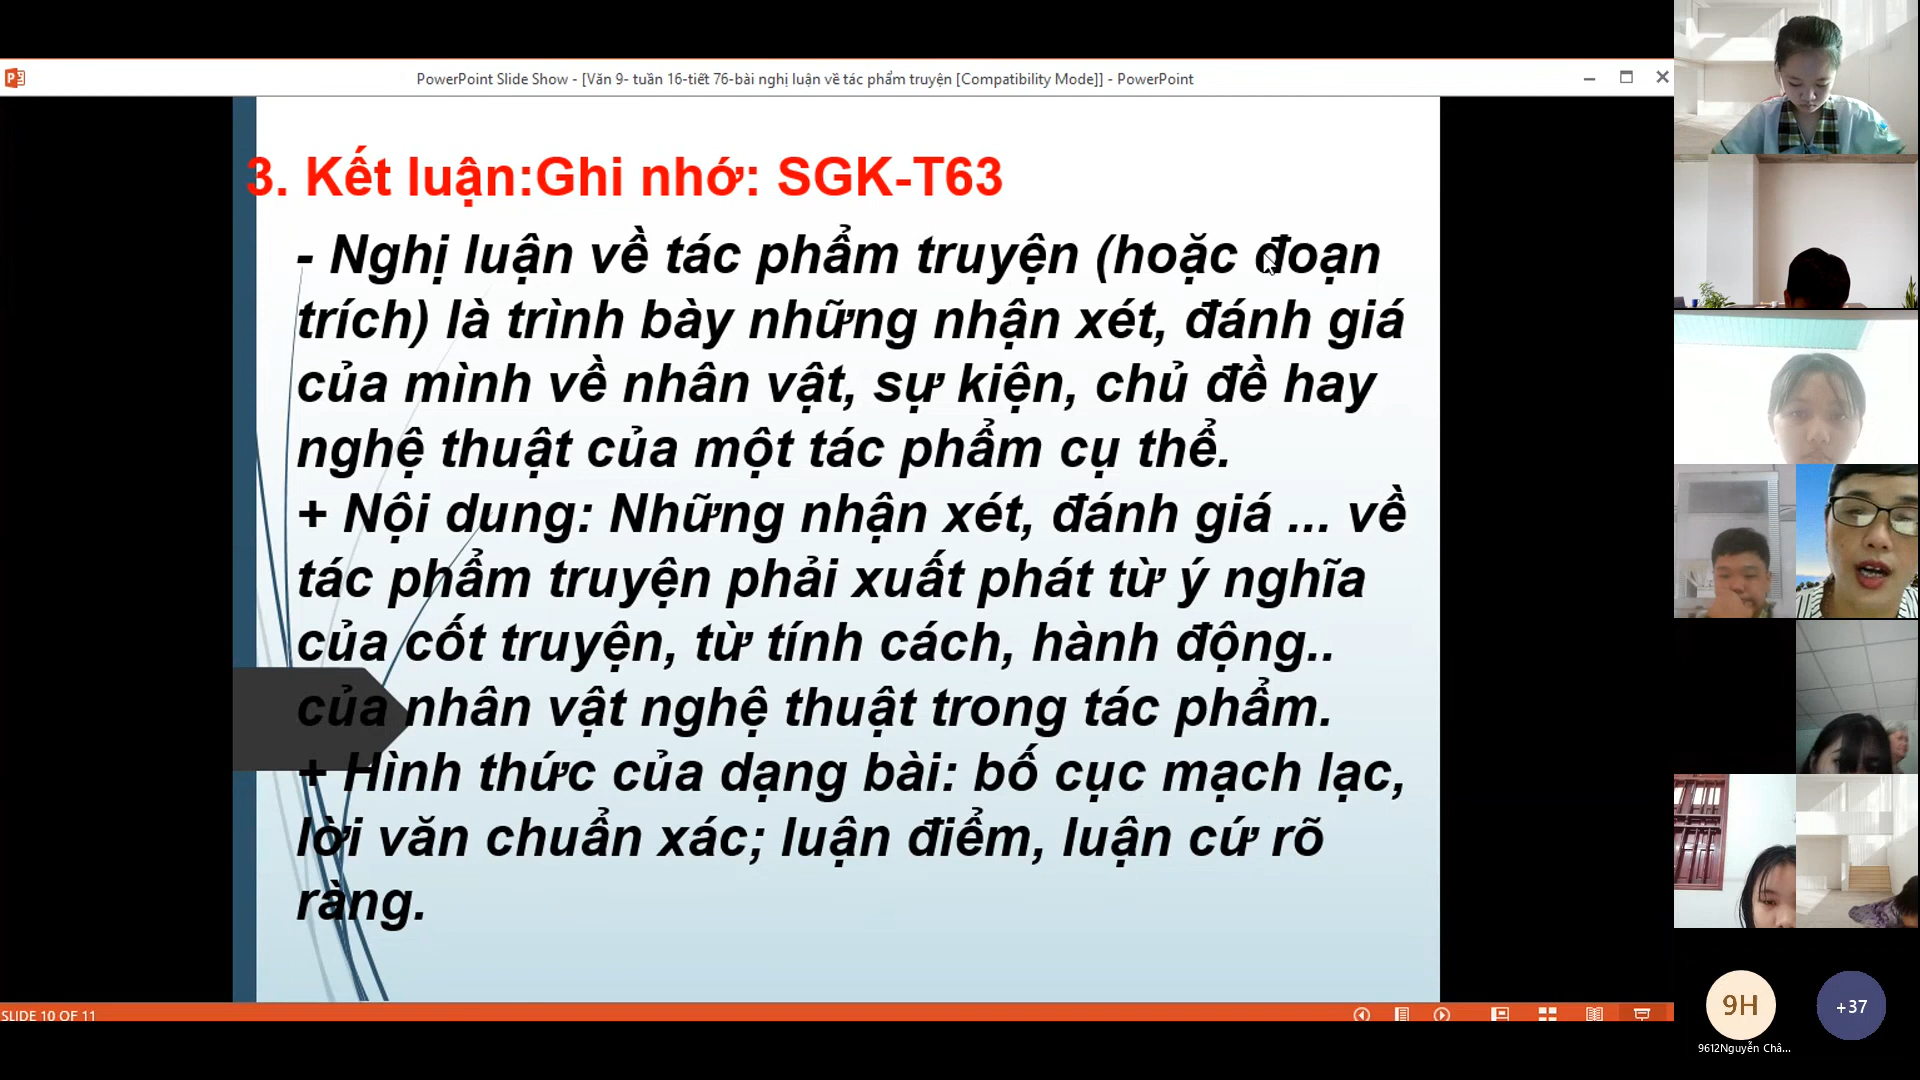 PowerPoint Slide Show - [Văn 9- tuần 16-tiết 76-bài nghị luận về tác phẩm truyện [Compatibility Mode]] - PowerPoint
3. Kết luận:Ghi nhớ: SGK-T63
- Nghị luận về tác phẩm truyện (hoặc đoạn
trích) là trình bày những nhận xét, đánh giá
của mình về nhân vật, sự kiện, chủ đề hay
nghệ thuật của một tác phẩm cụ thể.
+ Nội dung: Những nhận xét, đánh giá ... về
tác phẩm truyện phải xuất phát từ ý nghĩa
của cốt truyện, từ tính cách, hành động..
của nhân vật nghệ thuật trong tác phẩm.
+ Hình thức của dạng bài: bố cục mạch lạc,
lời văn chuẩn xác; luận điểm, luận cứ rõ
ràng.
SLIDE 10 OF 11
9H
+37
9612Nguyễn Châ...